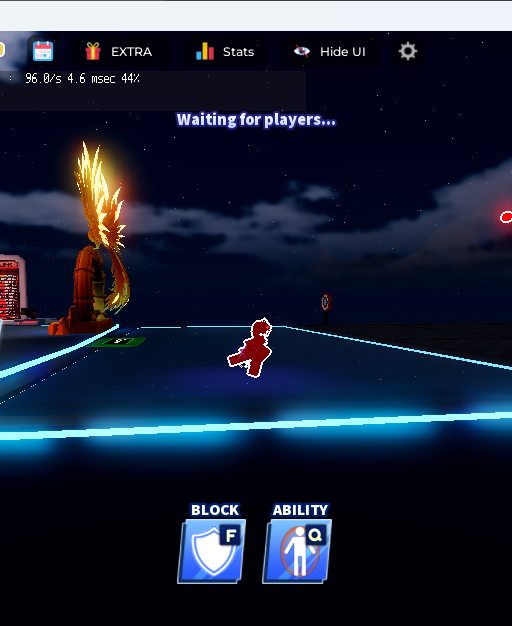 EXTRA Stats Hide UI
: 96.0/s 4.6 msec 44%
Waiting for players...
BLOCK ABILITY
F Q